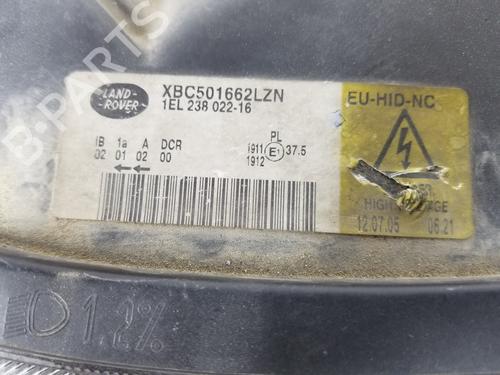 LAND-
ROVER
XBC501662LZN
1EL 238 022-16
EU-HID-NC
IB 1a A DCR
02 01 02 00
PL
1911 E1 37.5
1912
HIGH
12.07.05 06:21
1.2%
B-PARTS